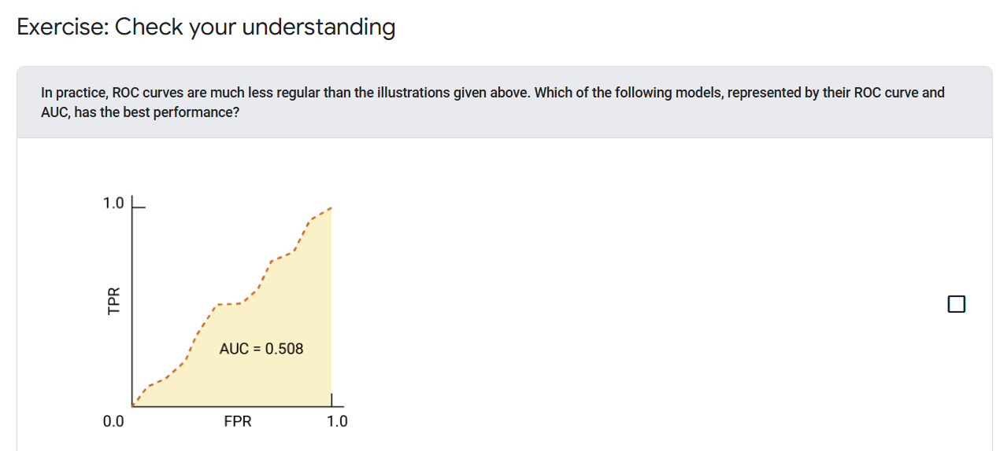 Exercise: Check your understanding
In practice, ROC curves are much less regular than the illustrations given above. Which of the following models, represented by their ROC curve and
AUC, has the best performance?
1.0
TPR
AUC = 0.508
0.0
FPR
1.0